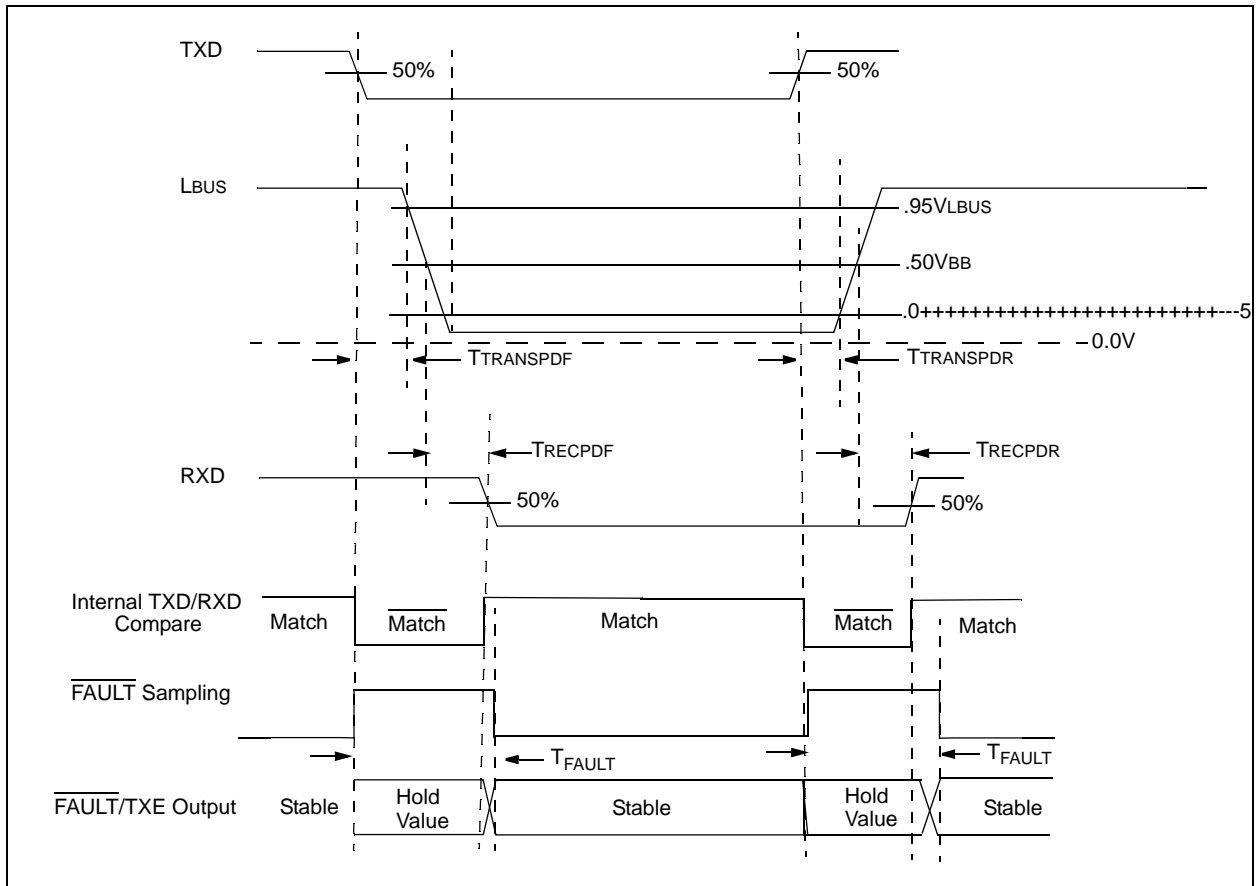 TXD
50%
50%
LBUS
.95VLBUS
.50VBB
.0++++++++++++++++++++++++---5
0.0V
TTRANSPDF
TTRANSPDR
TRECPDF
TRECPDR
RXD
50%
50%
Internal TXD/RXD
Compare
Match
Match
Match
Match
Match
FAULT Sampling
TFAULT
TFAULT
FAULT/TXE Output
Stable
Hold
Value
Stable
Hold
Value
Stable